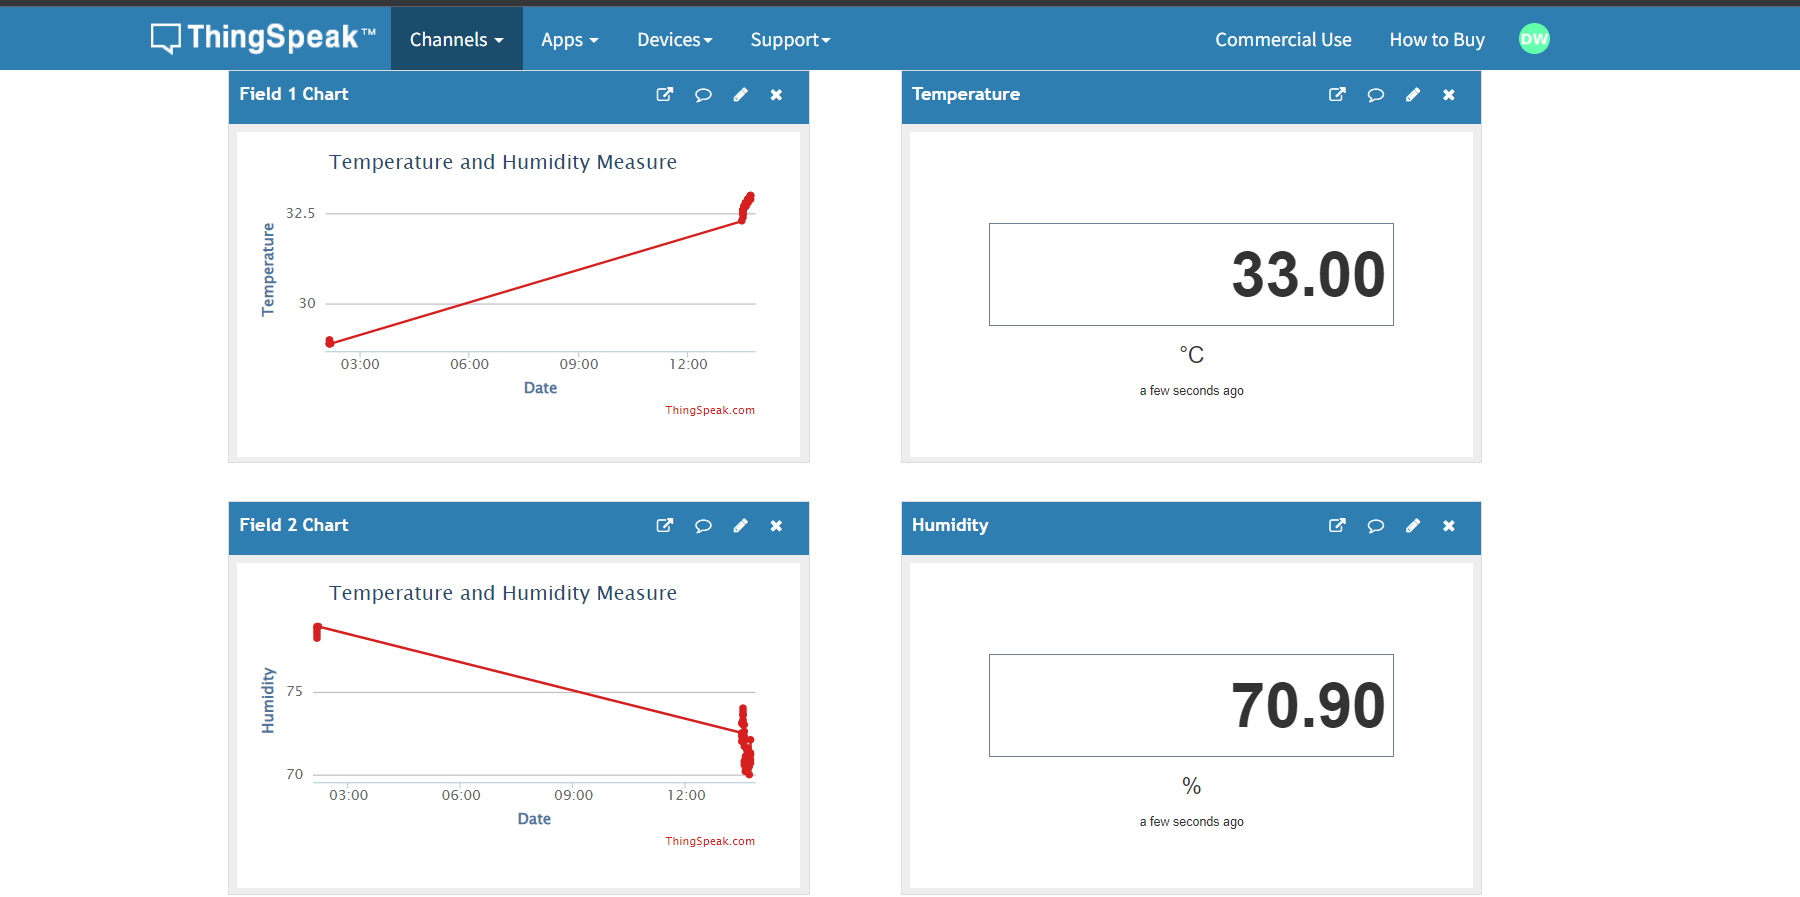 ThingSpeak™ Channels Apps Devices Support Commercial Use How to Buy DW
Field 1 Chart
Temperature and Humidity Measure
Temperature
32.5
30
03:00 06:00 09:00 12:00
Date
ThingSpeak.com
Temperature
33.00
°C
a few seconds ago
Field 2 Chart
Temperature and Humidity Measure
Humidity
75
70
03:00 06:00 09:00 12:00
Date
ThingSpeak.com
Humidity
70.90
%
a few seconds ago